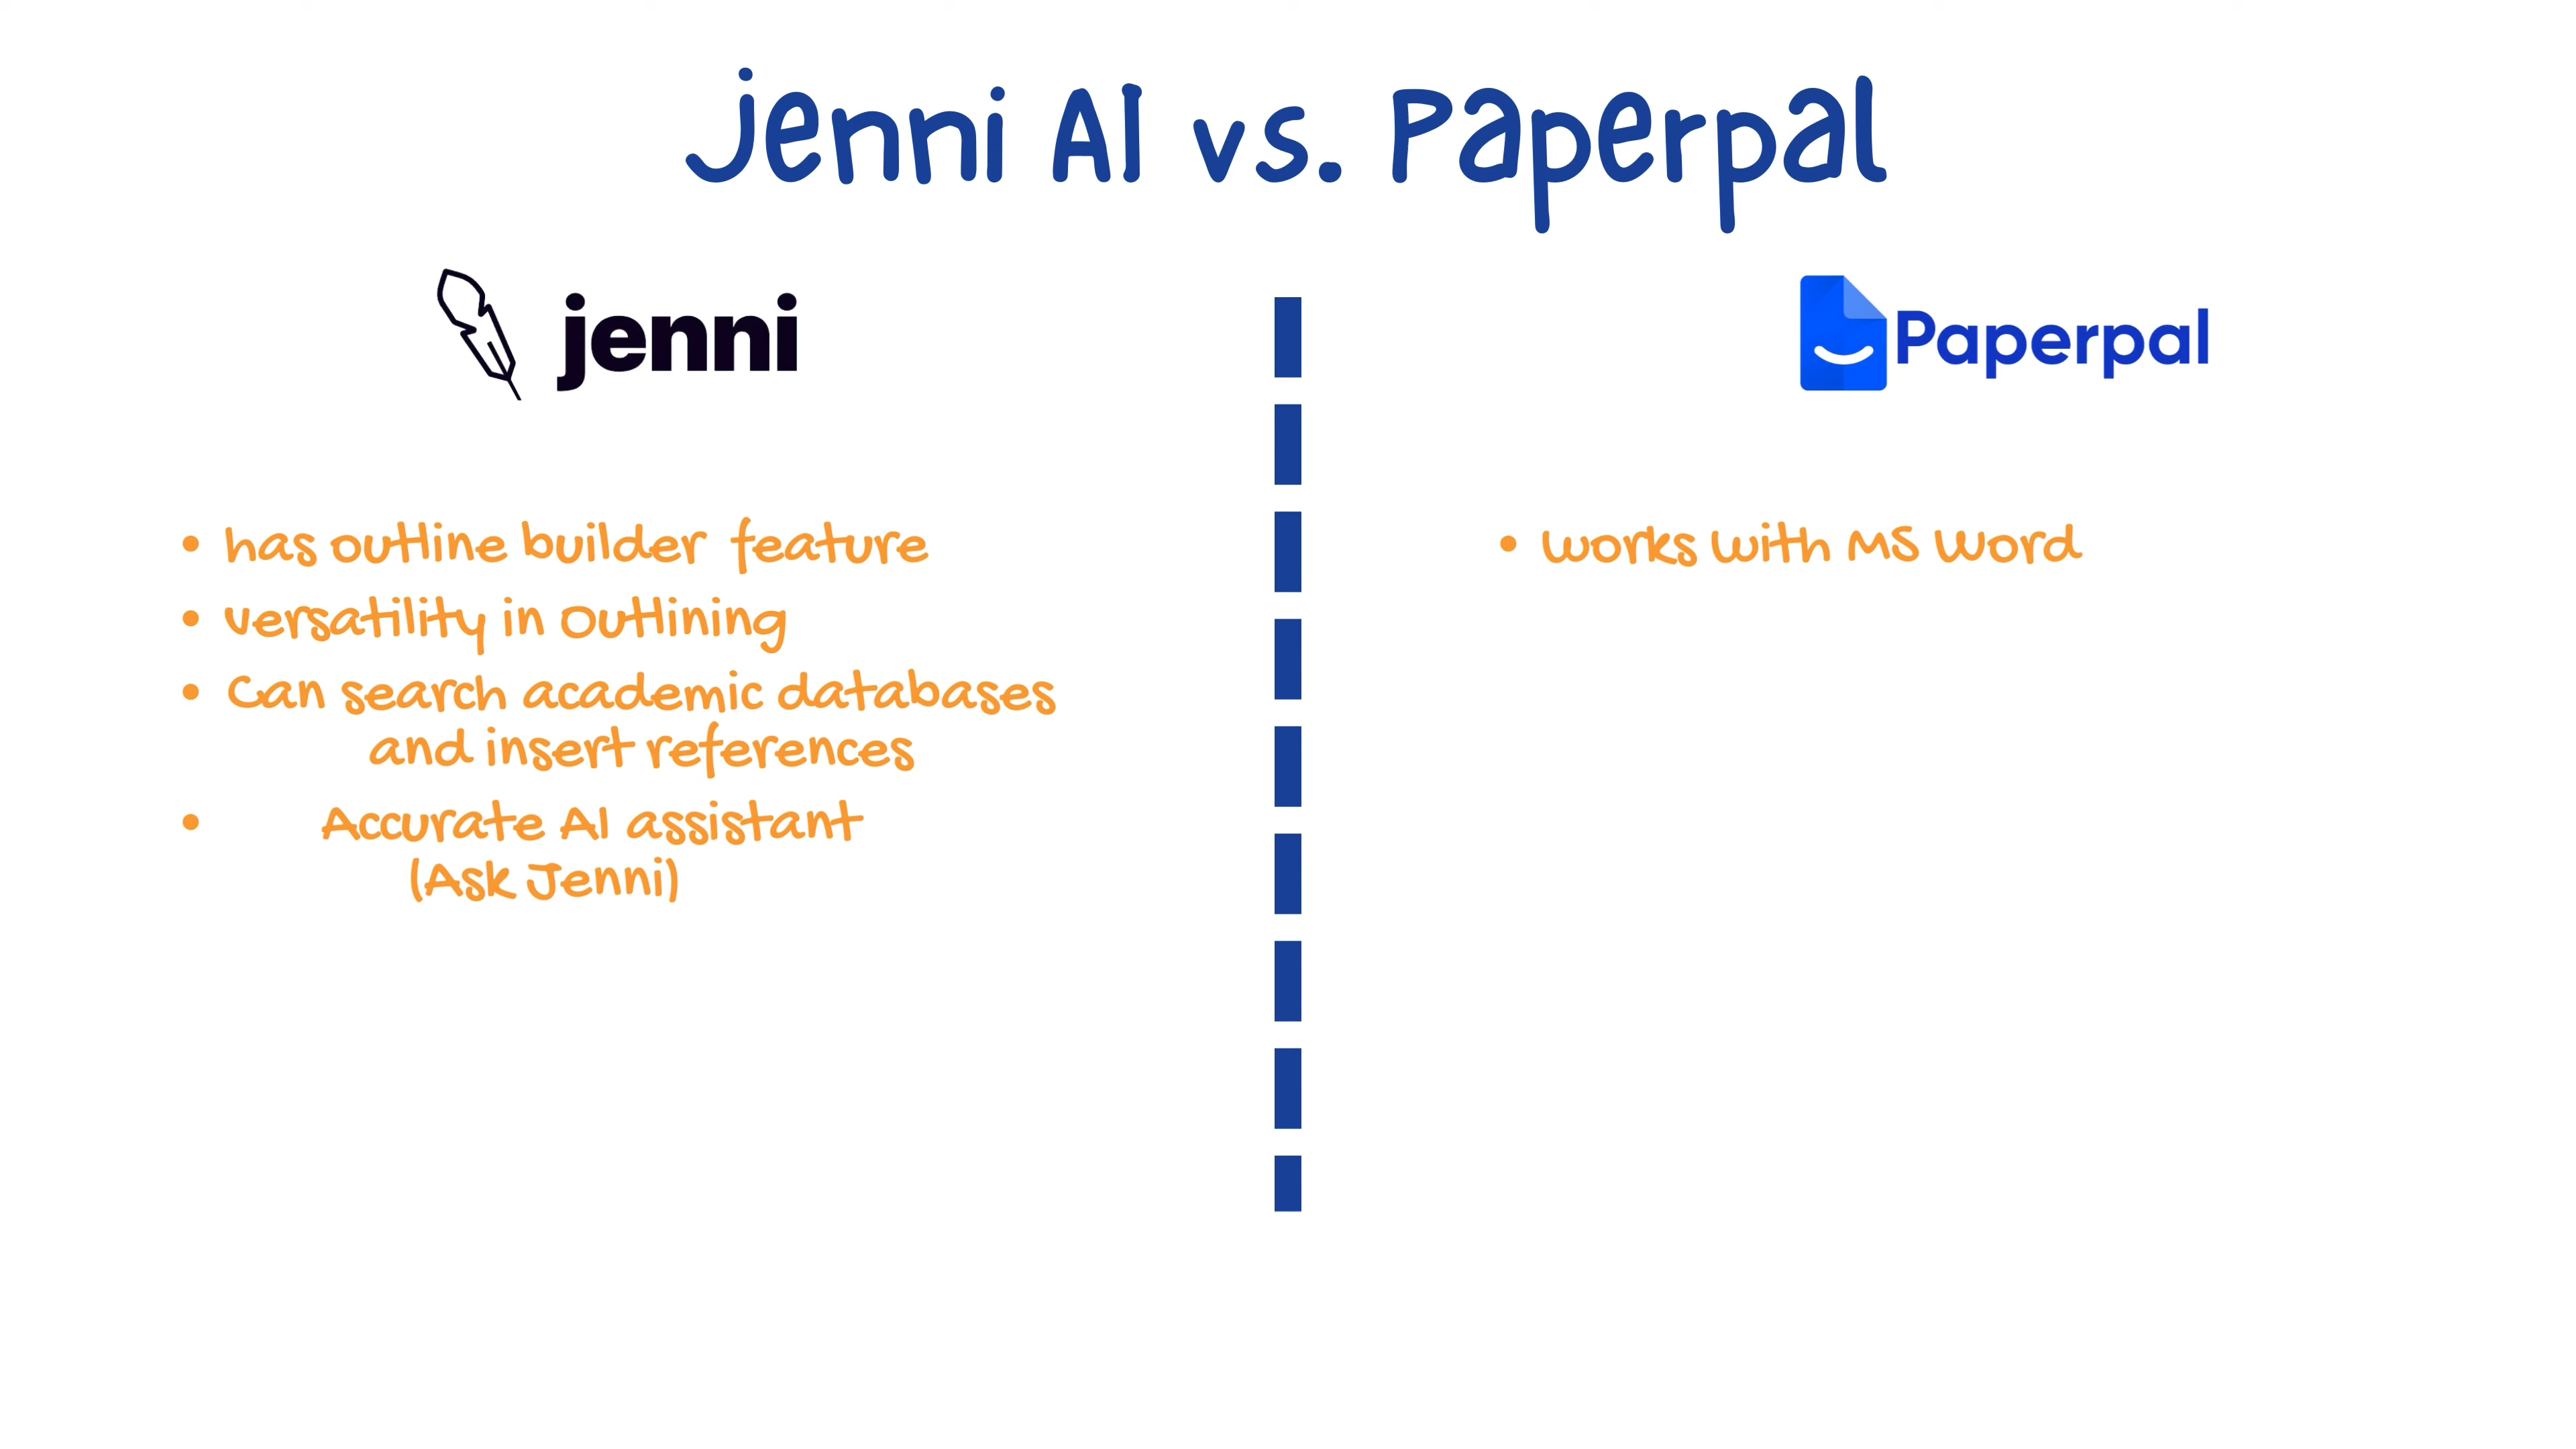 jenni AI vs. Paperpal
jenni
Paperpal
• has outline builder feature
• versatility in Outlining
• Can search academic databases
and insert references
• Accurate AI assistant
(Ask Jenni)
• works with MS Word